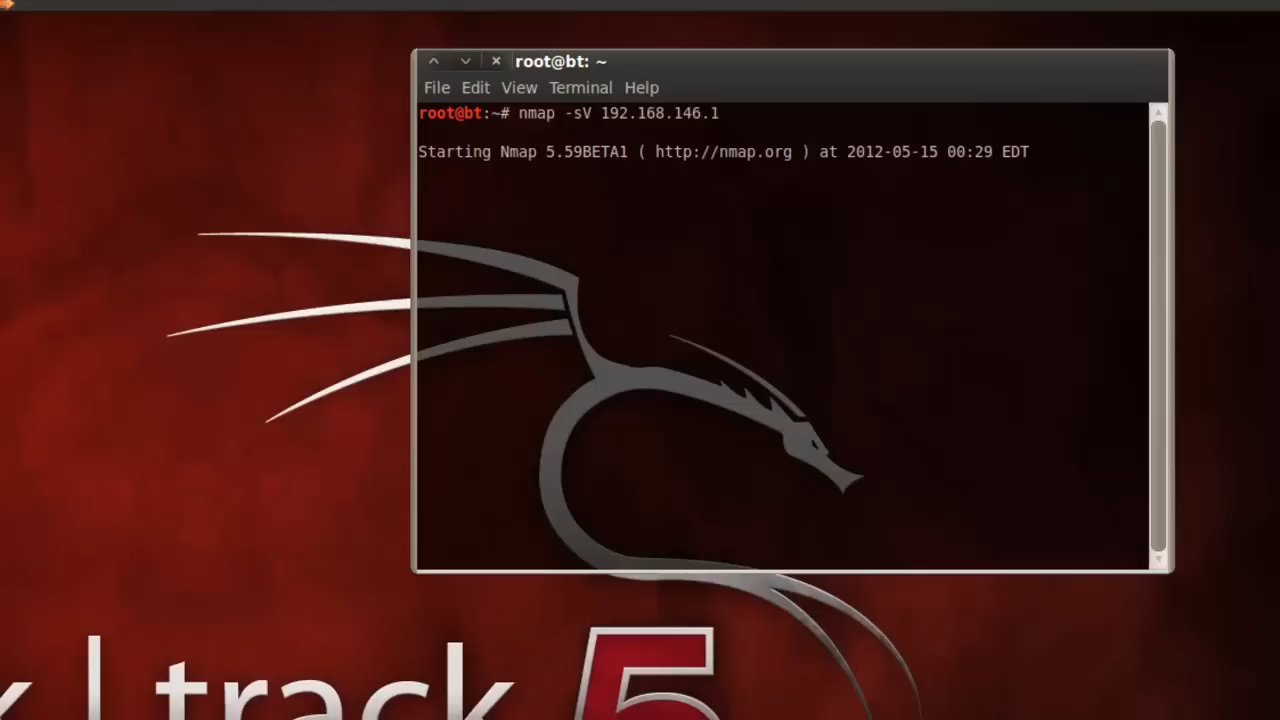 root@bt: ~
File Edit View Terminal Help
root@bt:~# nmap -sV 192.168.146.1
Starting Nmap 5.59BETA1 ( http://nmap.org ) at 2012-05-15 00:29 EDT
| track 5